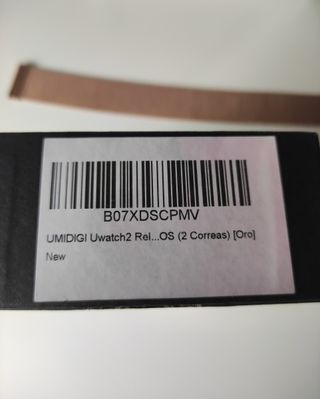 B07XDSCPMV
UMIDIGI Uwatch2 Rel...OS (2 Correas) [Oro]
New